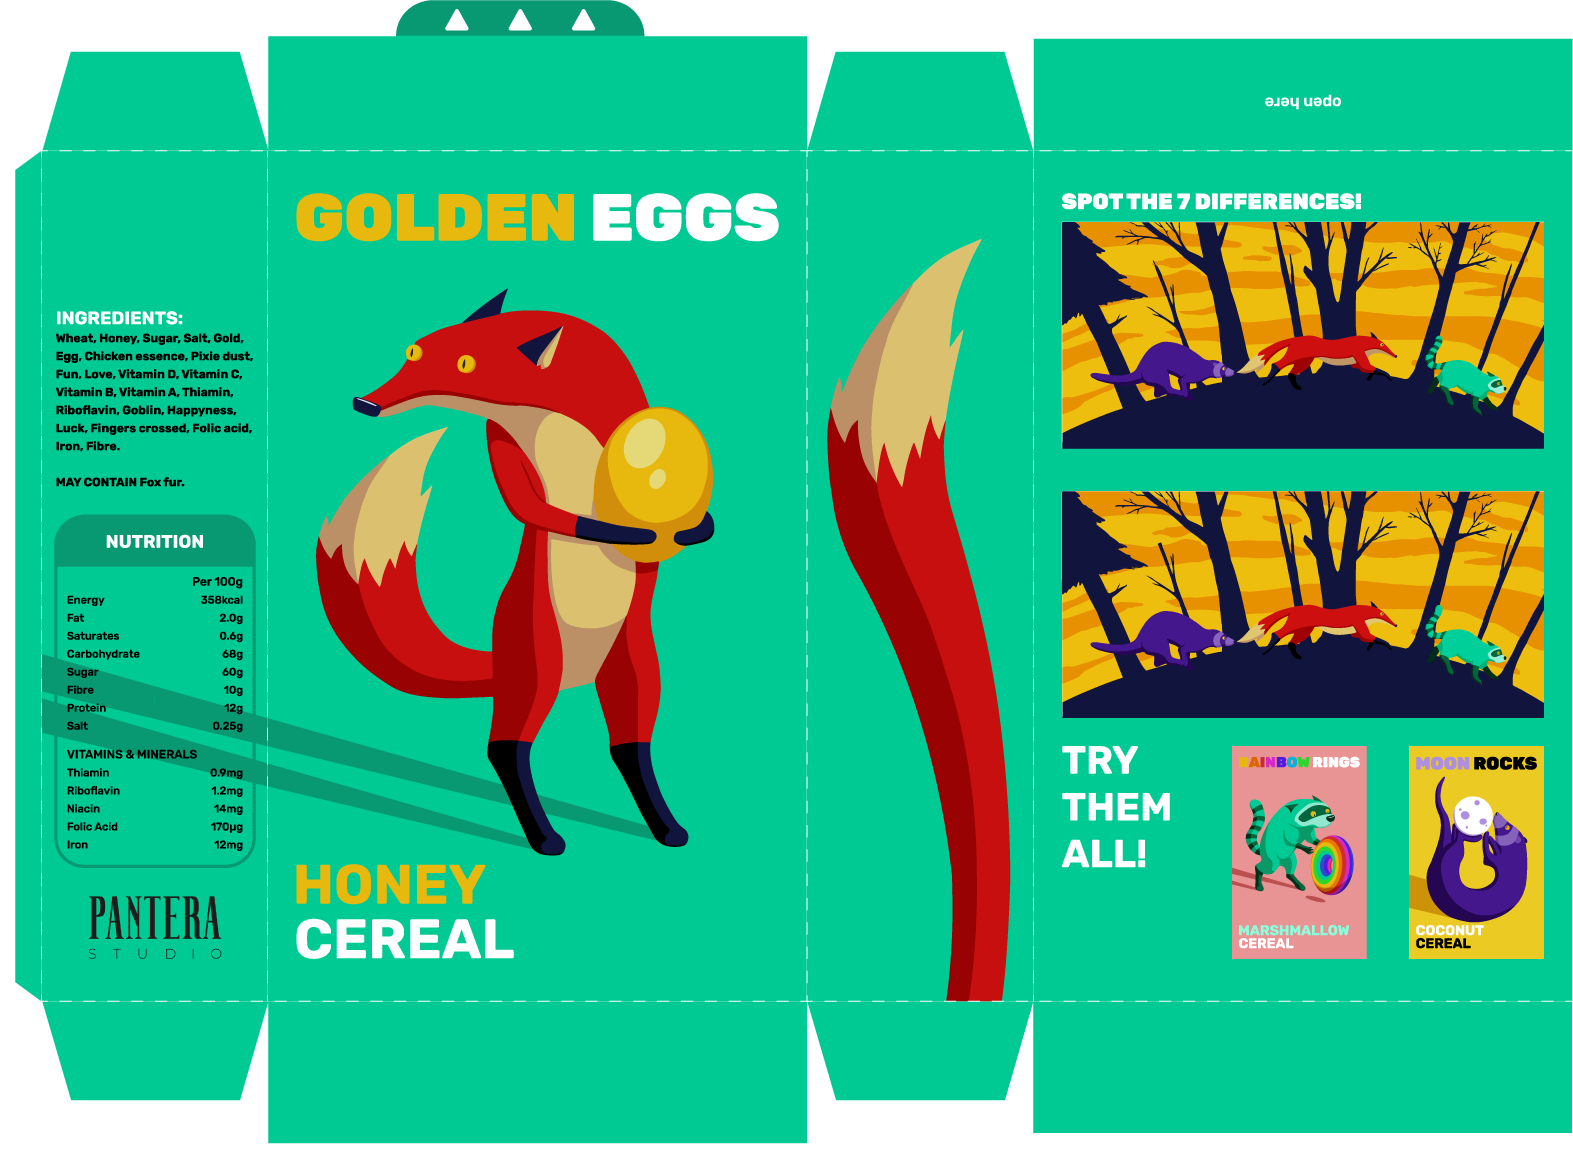 open here
GOLDEN EGGS
INGREDIENTS:
Wheat, Honey, Sugar, Salt, Gold,
Egg, Chicken essence, Pixie dust,
Fun, Love, Vitamin D, Vitamin C,
Vitamin B, Vitamin A, Thiamin,
Riboflavin, Goblin, Happyness,
Luck, Fingers crossed, Folic acid,
Iron, Fibre.
MAY CONTAIN Fox fur.
NUTRITION
Per 100g
Energy 358kcal
Fat 2.0g
Saturates 0.6g
Carbohydrate 68g
Sugar 60g
Fibre 10g
Protein 12g
Salt 0.25g
VITAMINS & MINERALS
Thiamin 0.9mg
Riboflavin 1.2mg
Niacin 14mg
Folic Acid 170µg
Iron 12mg
PANTERA
STUDIO
HONEY
CEREAL
SPOT THE 7 DIFFERENCES!
TRY
THEM
ALL!
RAINBOW RINGS
MARSHMALLOW
CEREAL
MOON ROCKS
COCONUT
CEREAL